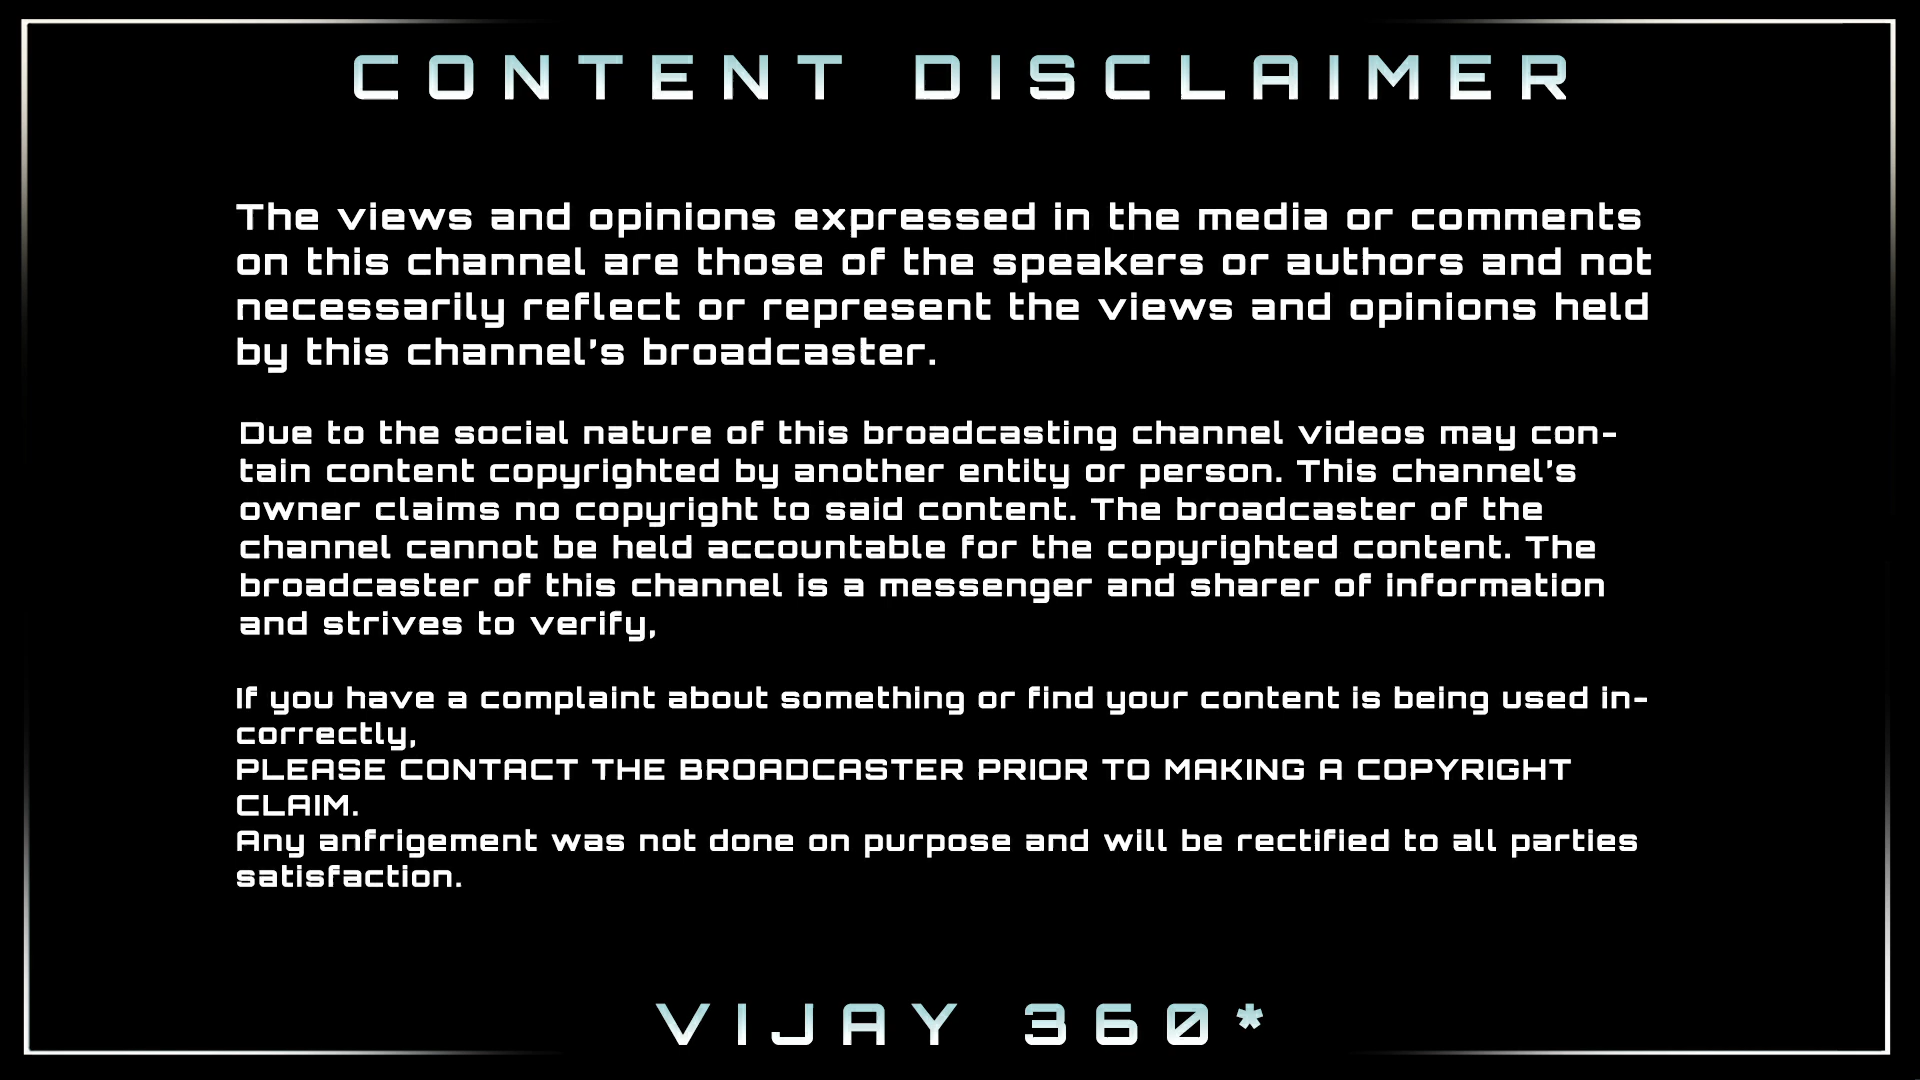 CONTENT DISCLAIMER
The views and opinions expressed in the media or comments
on this channel are those of the speakers or authors and not
necessarily reflect or represent the views and opinions held
by this channel's broadcaster.
Due to the social nature of this broadcasting channel videos may con-
tain content copyrighted by another entity or person. This channel's
owner claims no copyright to said content. The broadcaster of the
channel cannot be held accountable for the copyrighted content. The
broadcaster of this channel is a messenger and sharer of information
and strives to verify,
If you have a complaint about something or find your content is being used in-
correctly,
PLEASE CONTACT THE BROADCASTER PRIOR TO MAKING A COPYRIGHT
CLAIM.
Any anfrigement was not done on purpose and will be rectified to all parties
satisfaction.
VIJAY 360*